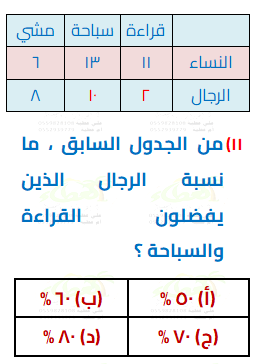 قراءة سباحة مشي
النساء ١١ ١٣ ٦
الرجال ٢ ١٠ ٨
١١) من الجدول السابق ، ما
نسبة الرجال الذين
يفضلون القراءة
والسباحة ؟
(أ) ٥٠ % (ب) ٦٠ %
(ج) ٧٠ % (د) ٨٠ %